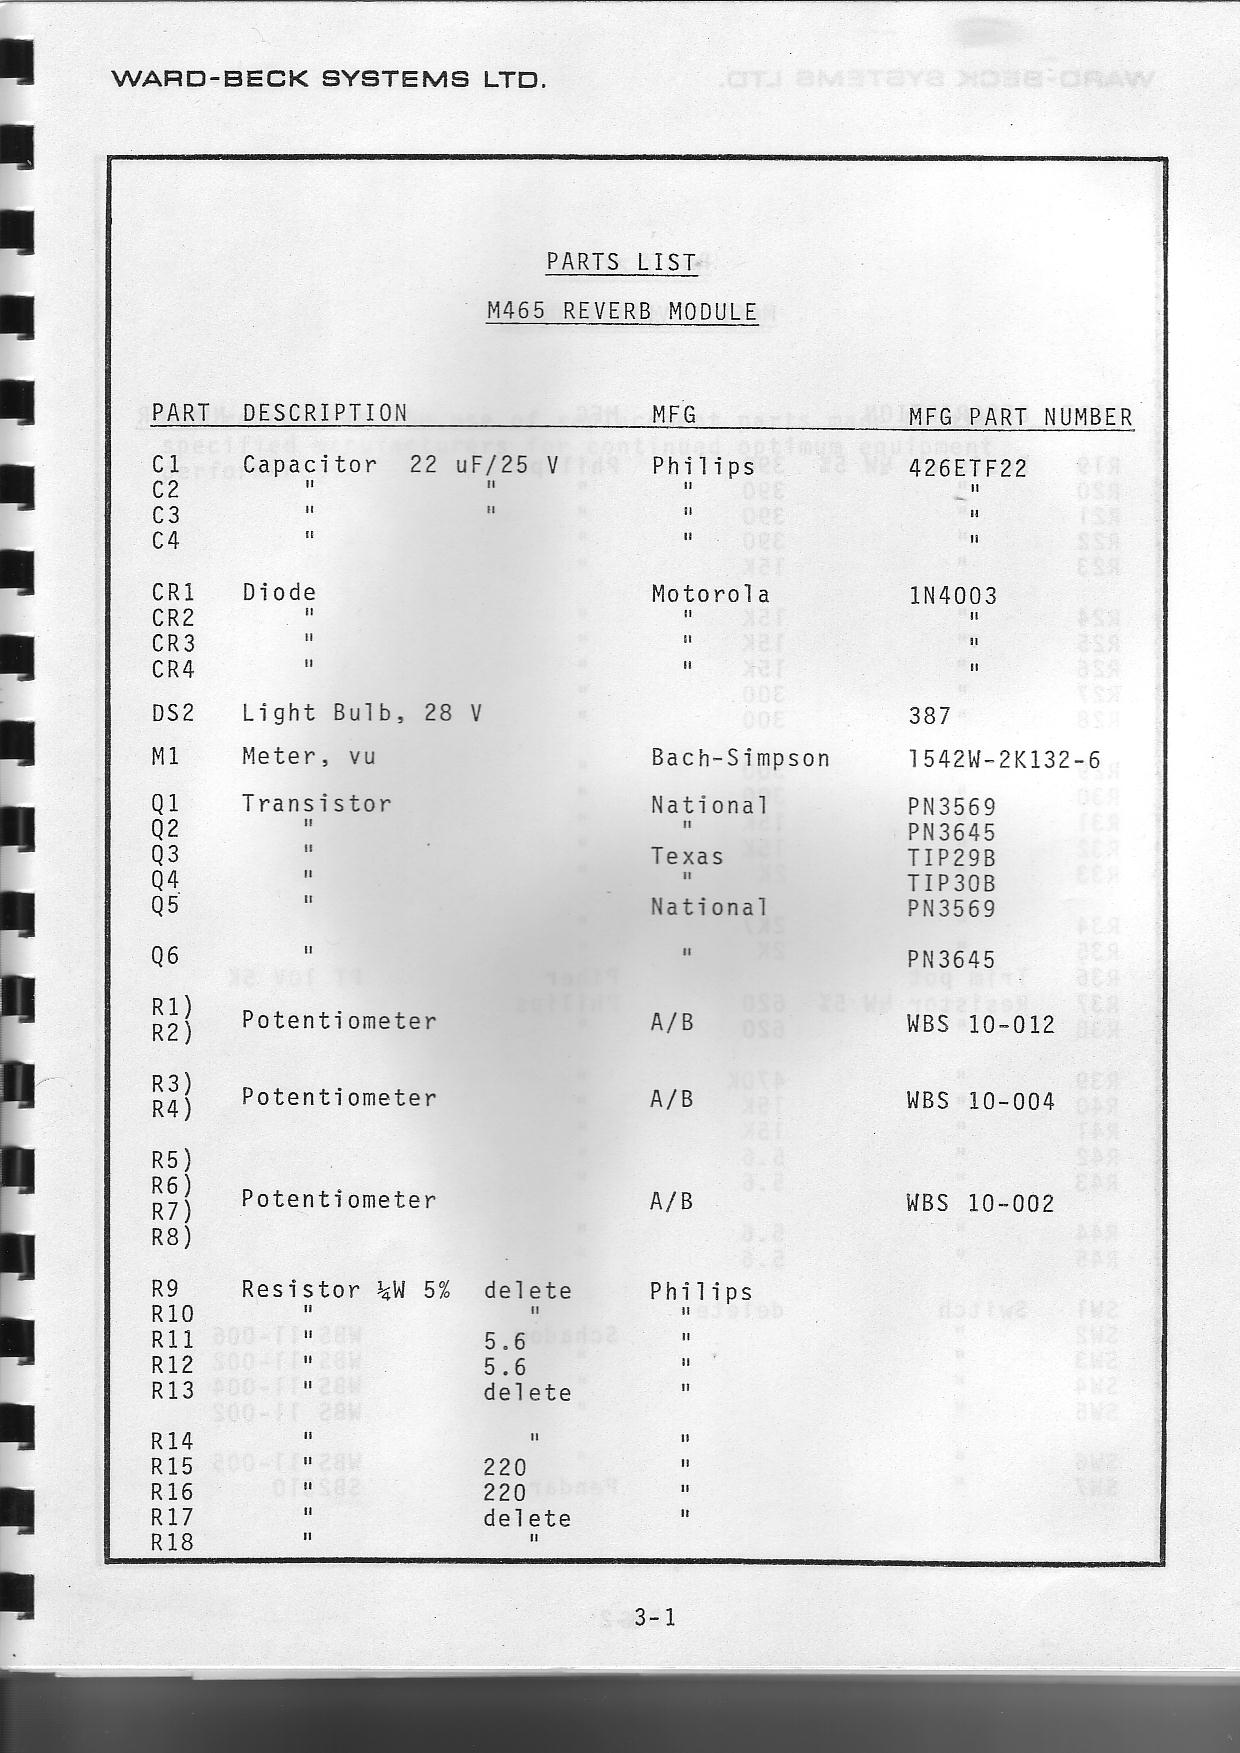 WARD-BECK SYSTEMS LTD.
PARTS LIST
M465 REVERB MODULE
PART DESCRIPTION MFG MFG PART NUMBER
C1 Capacitor 22 uF/25 V Philips 426ETF22
C2 " " " "
C3 " " " "
C4 " " "
CR1 Diode Motorola 1N4003
CR2 " " "
CR3 " " "
CR4 " " "
DS2 Light Bulb, 28 V 387
M1 Meter, vu Bach-Simpson 1542W-2K132-6
Q1 Transistor National PN3569
Q2 " " PN3645
Q3 " Texas TIP29B
Q4 " " TIP30B
Q5 " National PN3569
Q6 " " PN3645
R1)
R2) Potentiometer A/B WBS 10-012
R3)
R4) Potentiometer A/B WBS 10-004
R5)
R6)
R7) Potentiometer A/B WBS 10-002
R8)
R9 Resistor ¼W 5% delete Philips
R10 " " "
R11 " 5.6 "
R12 " 5.6 "
R13 " delete "
R14 " " "
R15 " 220 "
R16 " 220 "
R17 " delete "
R18 " "
3-1